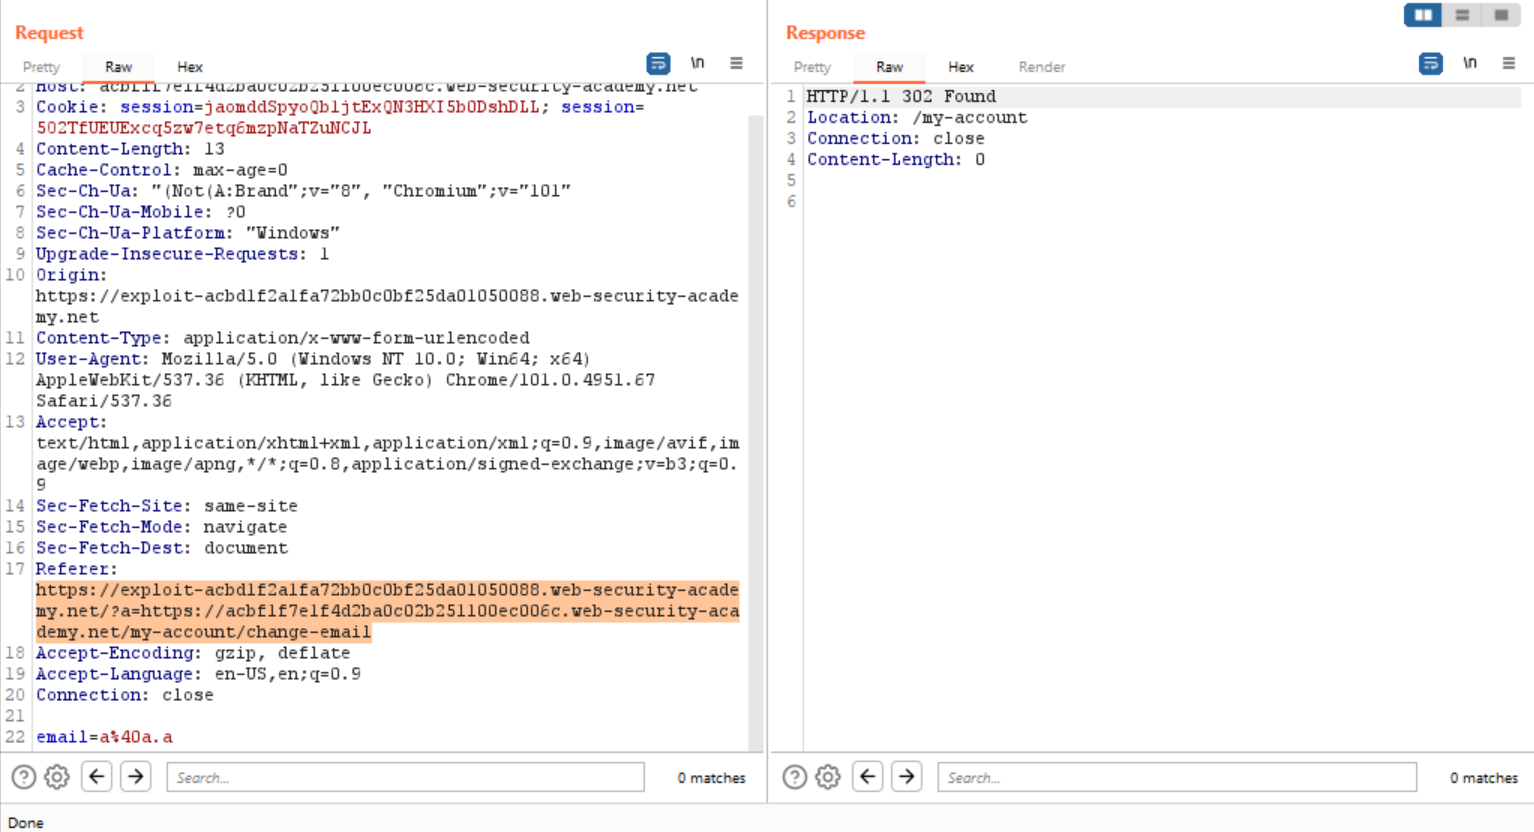 Request
Pretty Raw Hex \n
2 Host: acbf1f7e1f4d2ba0c02b251100ec006c.web-security-academy.net
3 Cookie: session=jaomddSpyoQbljtExQN3HXI5b0DshDLL; session=
502TfUEUExcq5zw7etq6mzpNaTZuNCJL
4 Content-Length: 13
5 Cache-Control: max-age=0
6 Sec-Ch-Ua: "(Not(A:Brand";v="8", "Chromium";v="101"
7 Sec-Ch-Ua-Mobile: ?0
8 Sec-Ch-Ua-Platform: "Windows"
9 Upgrade-Insecure-Requests: 1
10 Origin:
https://exploit-acbd1f2a1fa72bb0c0bf25da01050088.web-security-acade
my.net
11 Content-Type: application/x-www-form-urlencoded
12 User-Agent: Mozilla/5.0 (Windows NT 10.0; Win64; x64)
AppleWebKit/537.36 (KHTML, like Gecko) Chrome/101.0.4951.67
Safari/537.36
13 Accept:
text/html,application/xhtml+xml,application/xml;q=0.9,image/avif,im
age/webp,image/apng,*/*;q=0.8,application/signed-exchange;v=b3;q=0.
9
14 Sec-Fetch-Site: same-site
15 Sec-Fetch-Mode: navigate
16 Sec-Fetch-Dest: document
17 Referer:
https://exploit-acbd1f2a1fa72bb0c0bf25da01050088.web-security-acade
my.net/?a=https://acbf1f7e1f4d2ba0c02b251100ec006c.web-security-aca
demy.net/my-account/change-email
18 Accept-Encoding: gzip, deflate
19 Accept-Language: en-US,en;q=0.9
20 Connection: close
21
22 email=a%40a.a
Search... 0 matches
Response
Pretty Raw Hex Render \n
1 HTTP/1.1 302 Found
2 Location: /my-account
3 Connection: close
4 Content-Length: 0
5
6
Search... 0 matches
Done